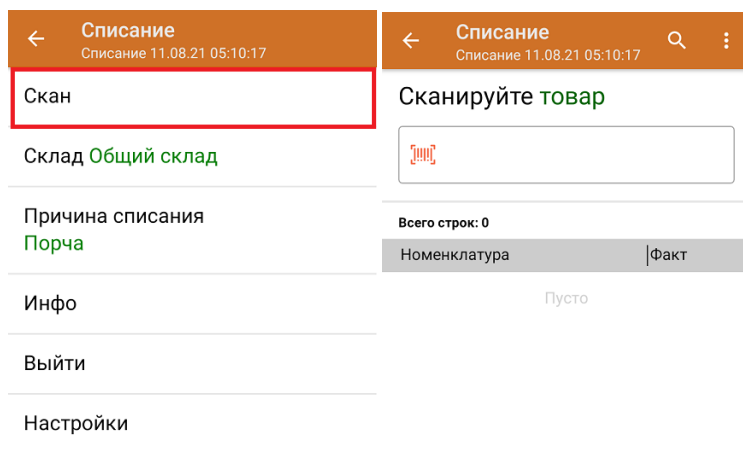 Списание
Списание 11.08.21 05:10:17
Скан
Склад Общий склад
Причина списания
Порча
Инфо
Выйти
Настройки
Списание
Списание 11.08.21 05:10:17
Сканируйте товар
Всего строк: 0
Номенклатура Факт
Пусто